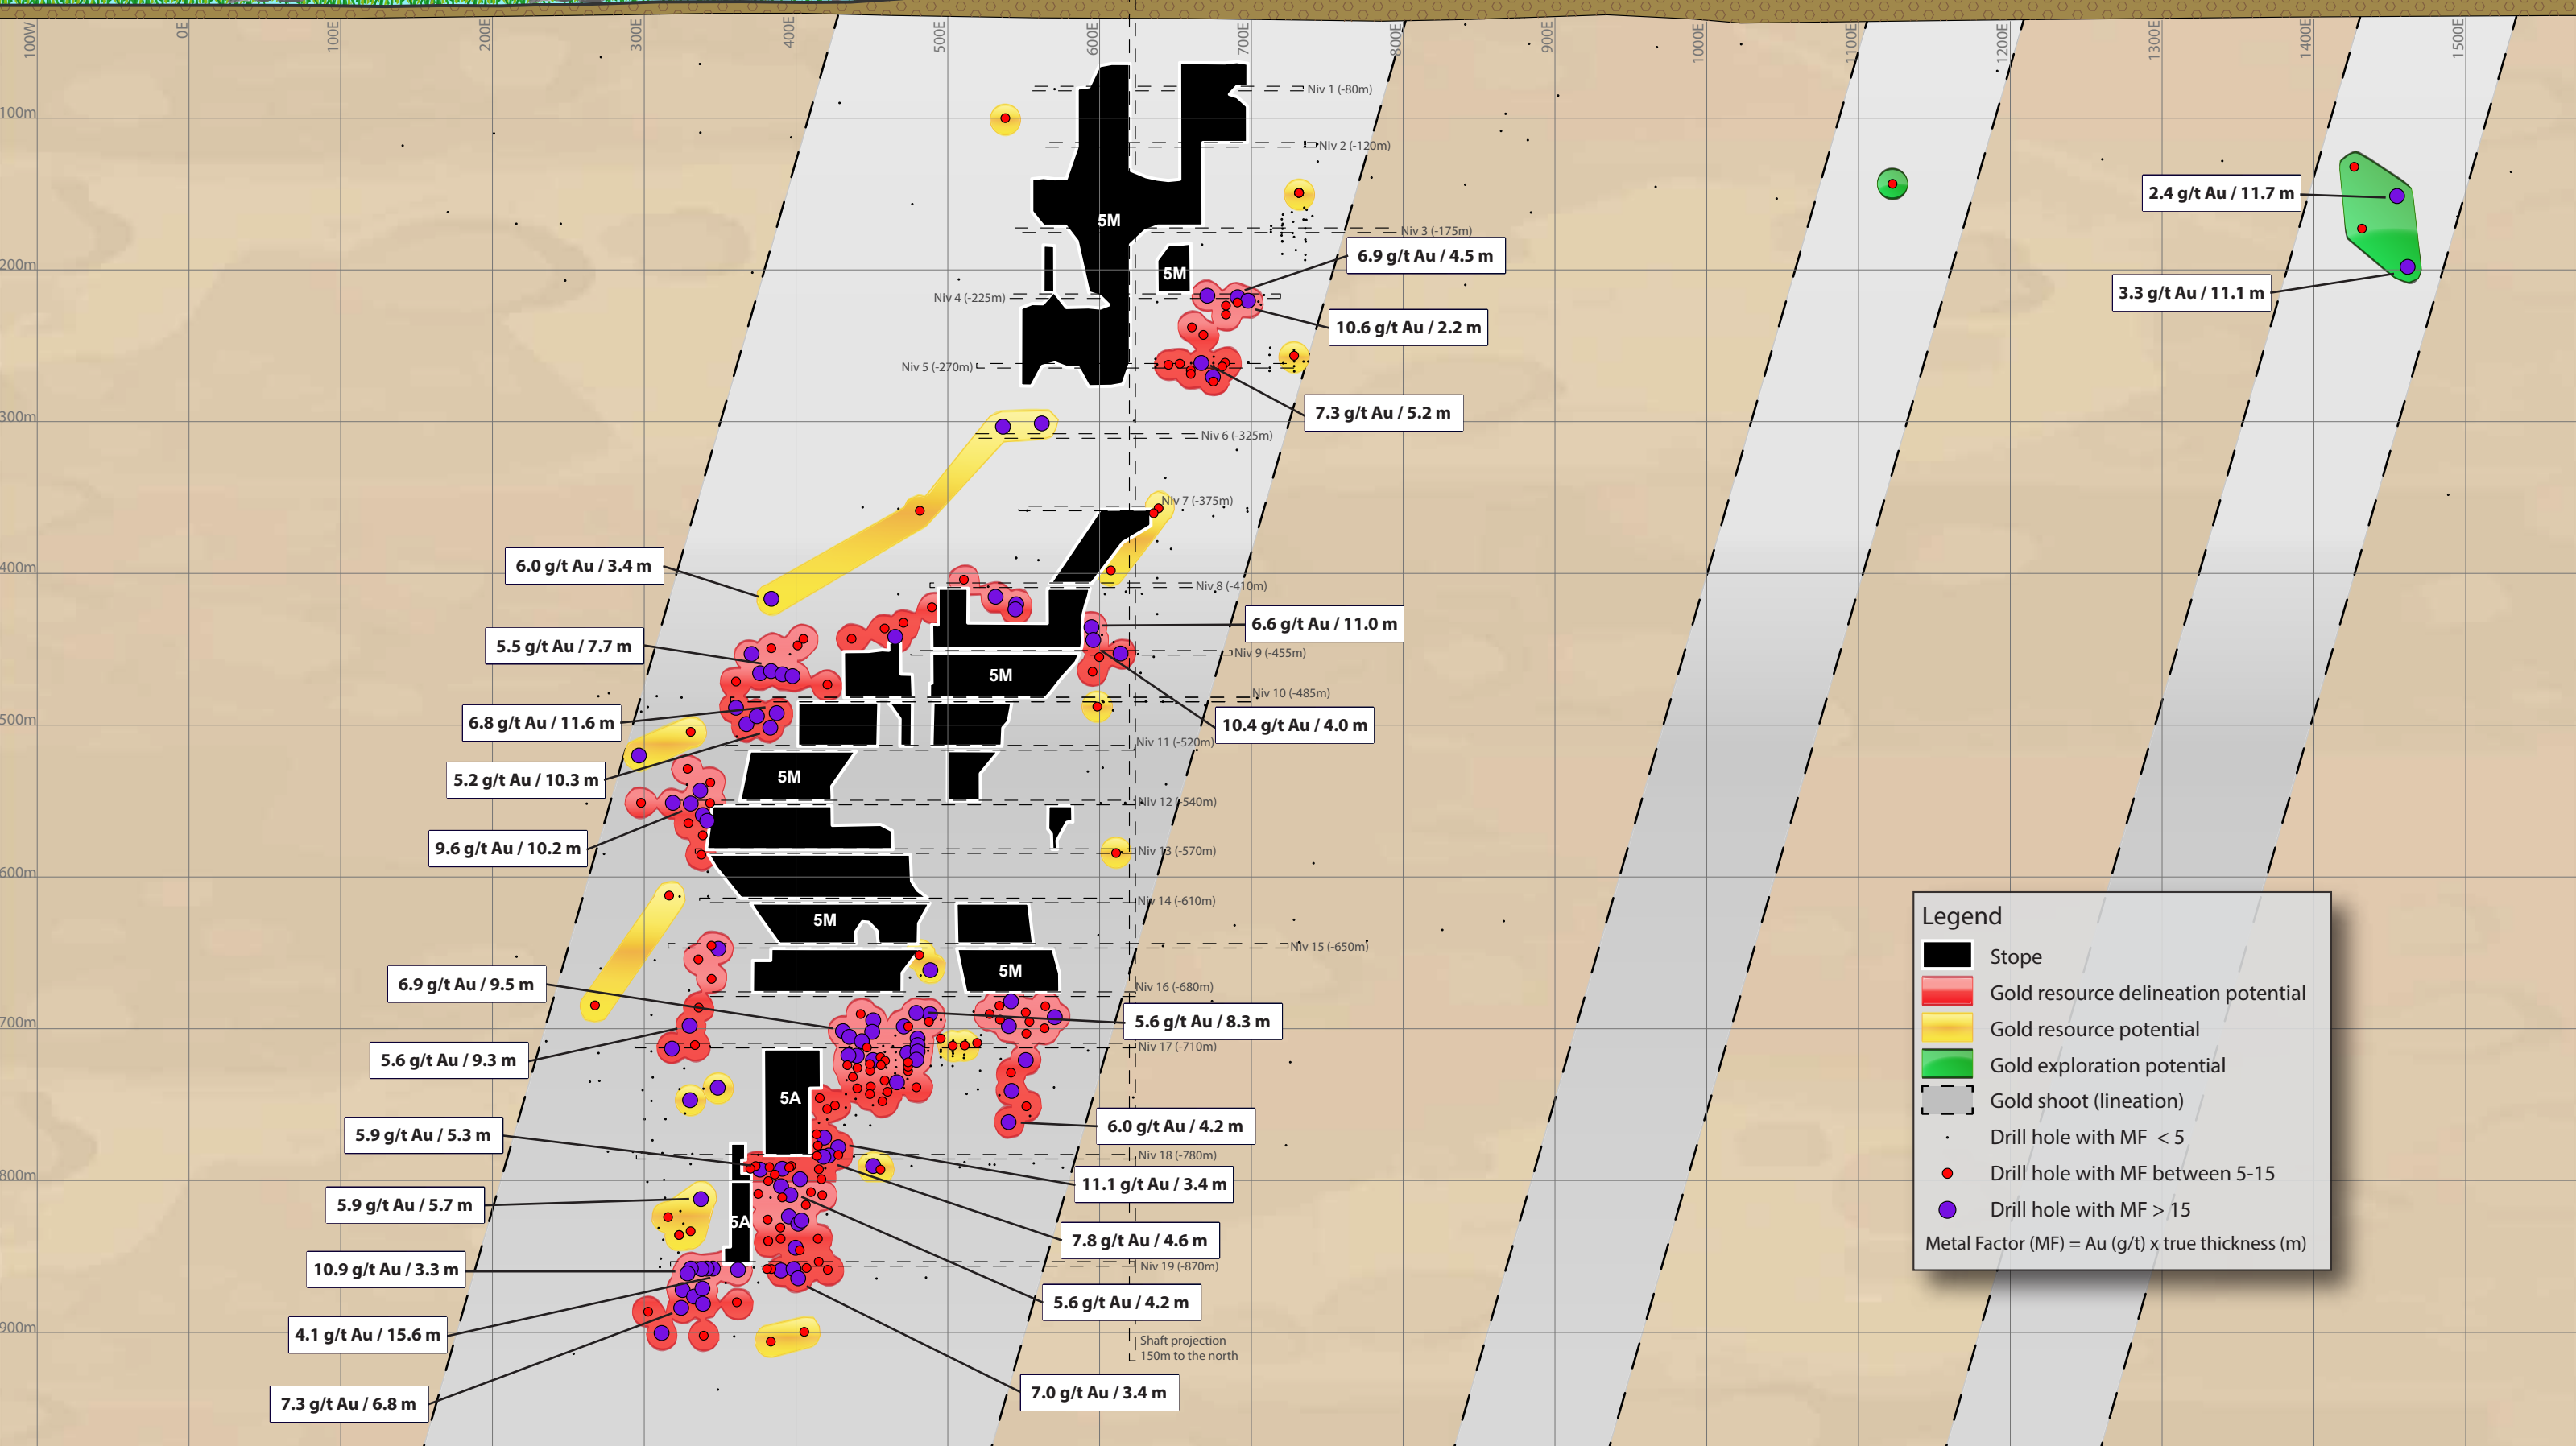 100W
0E
100E
200E
300E
400E
500E
600E
700E
800E
900E
1000E
1100E
1200E
1300E
1400E
1500E
Niv 1 (-80m)
100m
Niv 2 (-120m)
2.4 g/t Au / 11.7 m
5M
Niv 3 (-175m)
6.9 g/t Au / 4.5 m
200m
5M
3.3 g/t Au / 11.1 m
Niv 4 (-225m)
10.6 g/t Au / 2.2 m
Niv 5 (-270m)
7.3 g/t Au / 5.2 m
300m
Niv 6 (-325m)
Niv 7 (-375m)
6.0 g/t Au / 3.4 m
400m
Niv 8 (-410m)
6.6 g/t Au / 11.0 m
5.5 g/t Au / 7.7 m
Niv 9 (-455m)
5M
Niv 10 (-485m)
6.8 g/t Au / 11.6 m
500m
10.4 g/t Au / 4.0 m
Niv 11 (-520m)
5M
5.2 g/t Au / 10.3 m
Niv 12 (-540m)
9.6 g/t Au / 10.2 m
Niv 13 (-570m)
600m
Niv 14 (-610m)
5M
Niv 15 (-650m)
5M
6.9 g/t Au / 9.5 m
Niv 16 (-680m)
700m
5.6 g/t Au / 8.3 m
Niv 17 (-710m)
5.6 g/t Au / 9.3 m
5A
6.0 g/t Au / 4.2 m
5.9 g/t Au / 5.3 m
Niv 18 (-780m)
800m
11.1 g/t Au / 3.4 m
5.9 g/t Au / 5.7 m
5A
7.8 g/t Au / 4.6 m
10.9 g/t Au / 3.3 m
Niv 19 (-870m)
5.6 g/t Au / 4.2 m
900m
4.1 g/t Au / 15.6 m
Shaft projection
150m to the north
7.0 g/t Au / 3.4 m
7.3 g/t Au / 6.8 m
Legend
Stope
Gold resource delineation potential
Gold resource potential
Gold exploration potential
Gold shoot (lineation)
Drill hole with MF < 5
Drill hole with MF between 5-15
Drill hole with MF > 15
Metal Factor (MF) = Au (g/t) x true thickness (m)